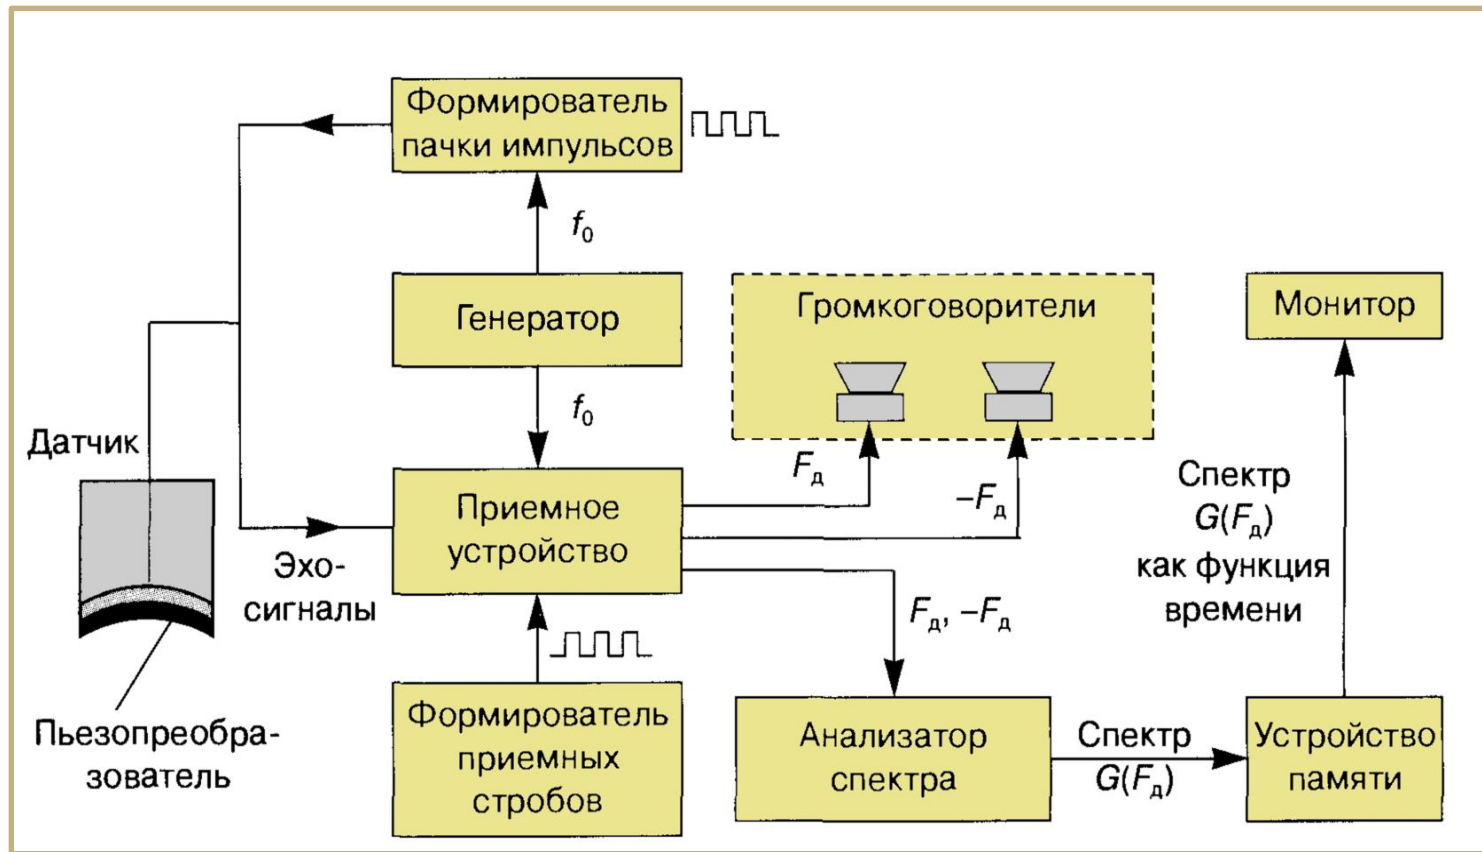 Формирователь
пачки импульсов
f₀
Генератор
f₀
Громкоговорители
Монитор
Датчик
Приемное
устройство
Эхо-
сигналы
Fд
–Fд
Fд, –Fд
Спектр
G(Fд)
как функция
времени
Пьезопреобра-
зователь
Формирователь
приемных
стробов
Анализатор
спектра
Спектр
G(Fд)
Устройство
памяти